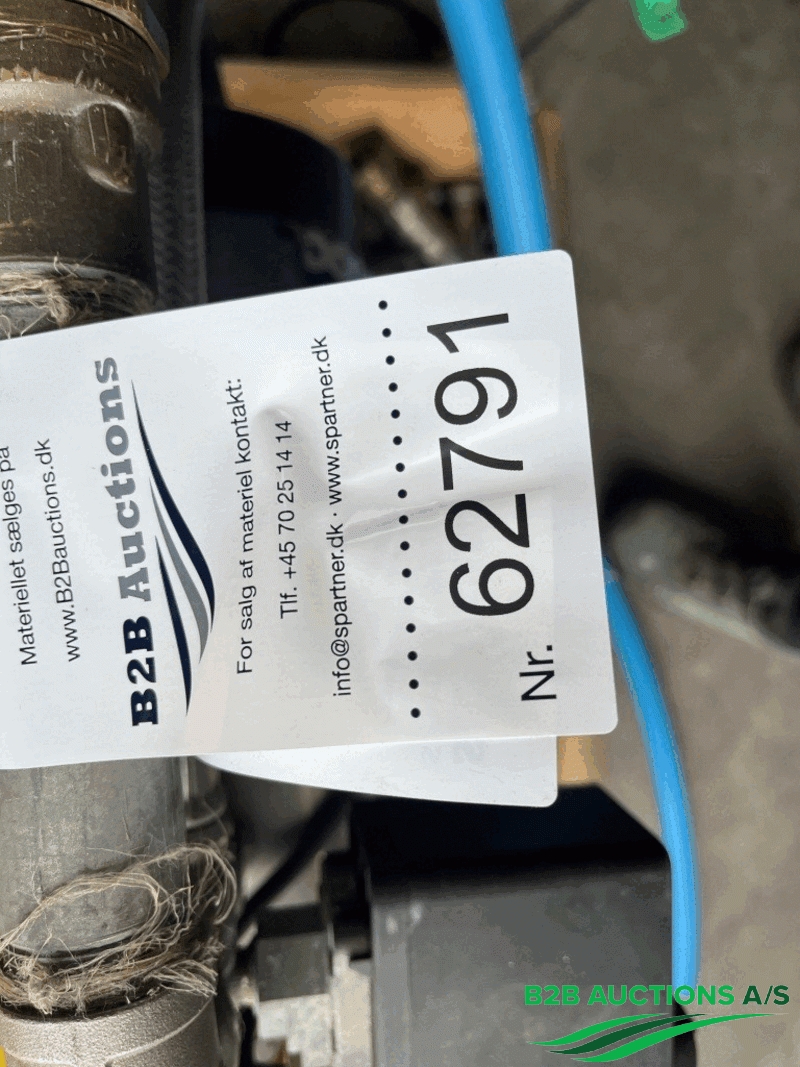 Materiellet sælges på
www.B2Bauctions.dk
B2B Auctions
For salg af materiel kontakt:
Tlf. +45 70 25 14 14
info@spartner.dk · www.spartner.dk
Nr. 62791
B2B AUCTIONS A/S